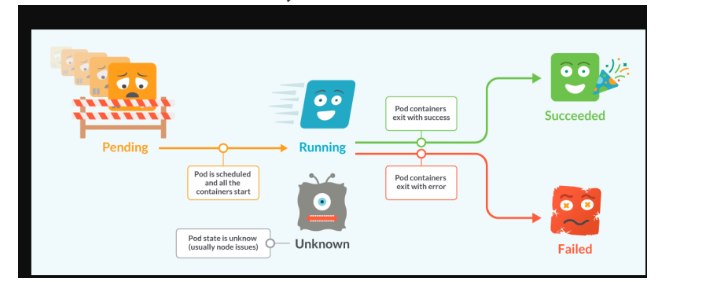 Pending
Pod is scheduled
and all the
containers start
Running
Pod containers
exit with success
Succeeded
Pod containers
exit with error
Failed
Pod state is unknow
(usually node issues)
Unknown